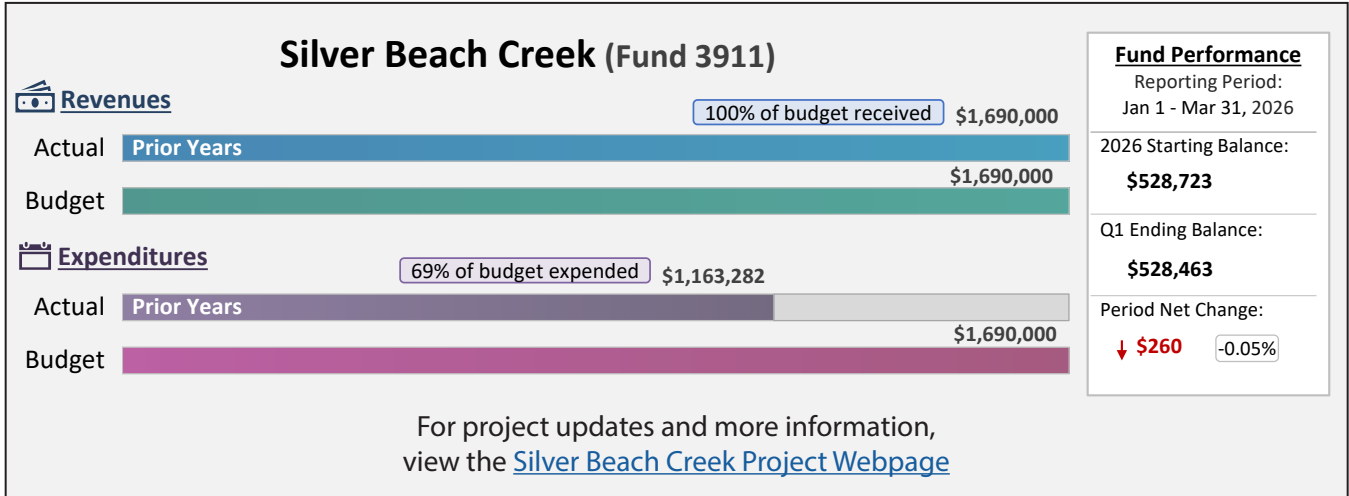 Silver Beach Creek (Fund 3911)
Revenues
100% of budget received $1,690,000
Actual Prior Years
$1,690,000
Budget
Expenditures
69% of budget expended $1,163,282
Actual Prior Years
$1,690,000
Budget
For project updates and more information,
view the Silver Beach Creek Project Webpage
Fund Performance
Reporting Period:
Jan 1 - Mar 31, 2026
2026 Starting Balance:
$528,723
Q1 Ending Balance:
$528,463
Period Net Change:
↓ $260 -0.05%